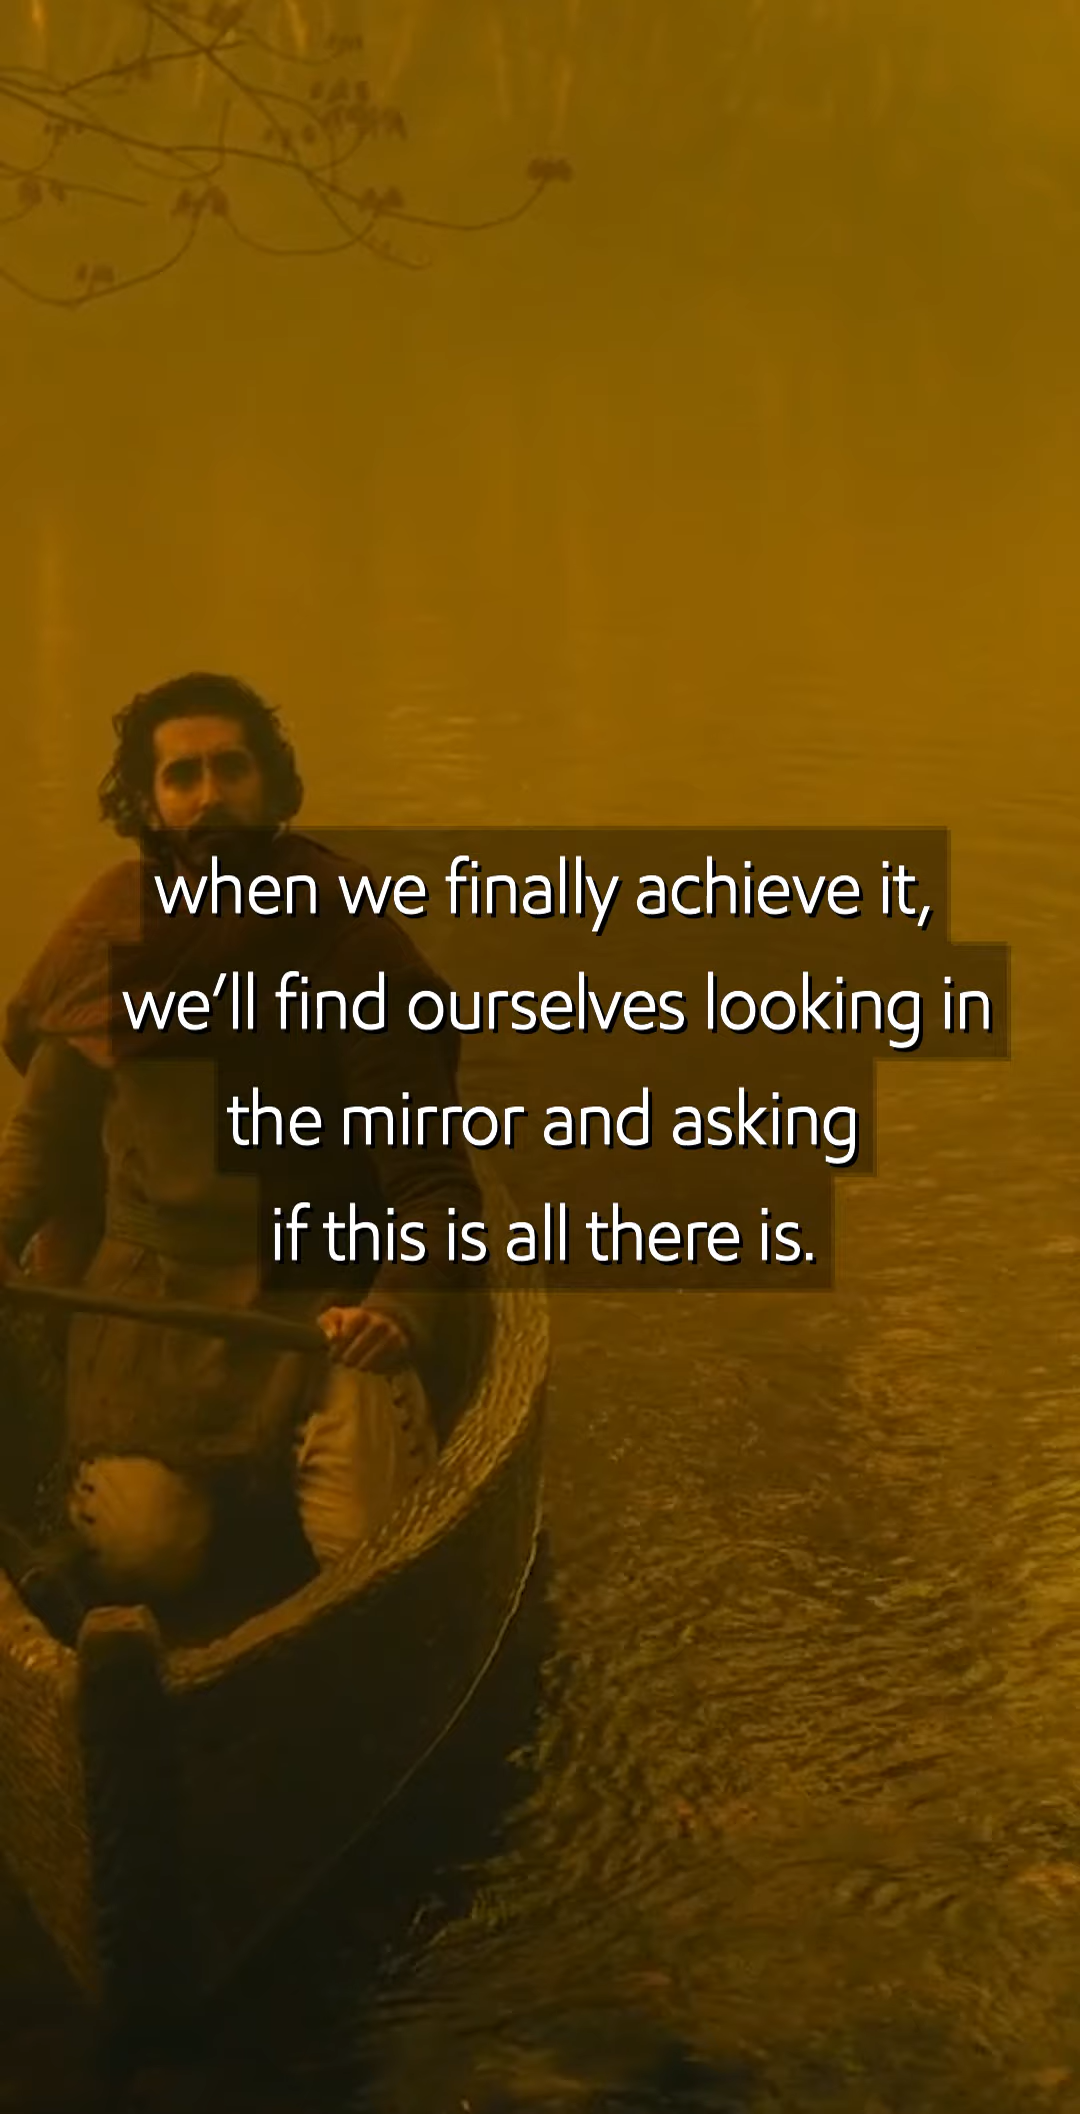 when we finally achieve it,
we'll find ourselves looking in
the mirror and asking
if this is all there is.